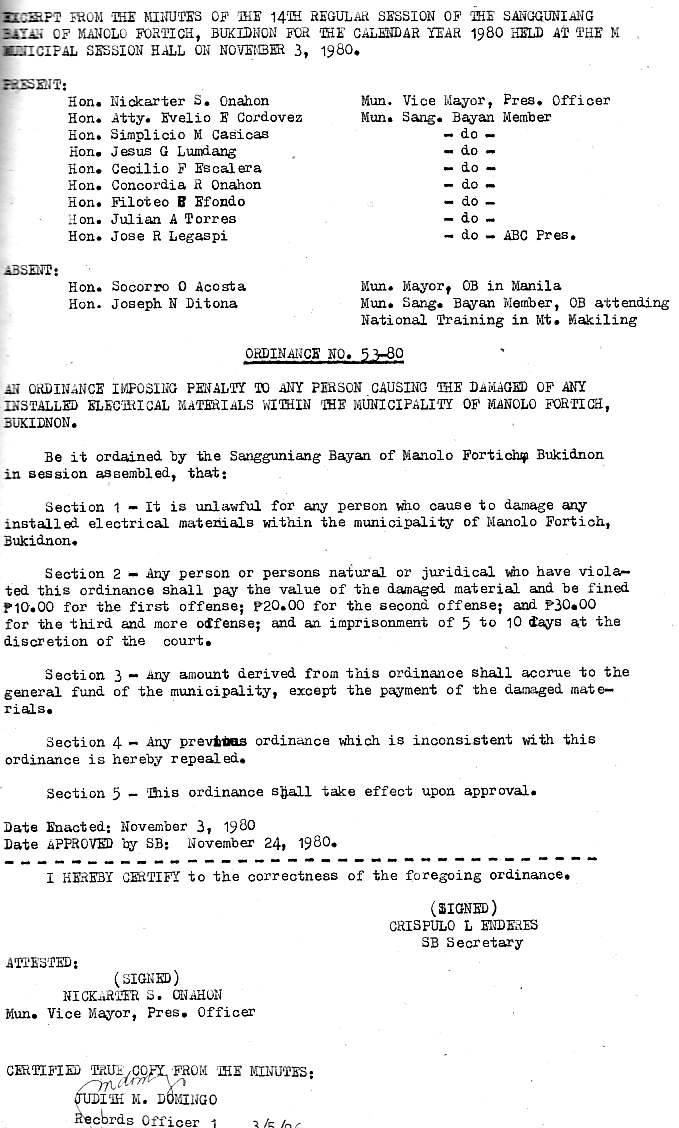 EXCERPT FROM THE MINUTES OF THE 14TH REGULAR SESSION OF THE SANGGUNIANG
BAYAN OF MANOLO FORTICH, BUKIDNON FOR THE CALENDAR YEAR 1980 HELD AT THE M
MUNICIPAL SESSION HALL ON NOVEMBER 3, 1980.
PRESENT:
Hon. Nickarter S. Onahon Mun. Vice Mayor, Pres. Officer
Hon. Atty. Evelio E Cordovez Mun. Sang. Bayan Member
Hon. Simplicio M Casicas - do -
Hon. Jesus G Lumdang - do -
Hon. Cecilio F Escalera - do -
Hon. Concordia R Onahon - do -
Hon. Filoteo E Efondo - do -
Hon. Julian A Torres - do -
Hon. Jose R Legaspi - do - ABC Pres.
ABSENT:
Hon. Socorro O Acosta Mun. Mayor, OB in Manila
Hon. Joseph N Ditona Mun. Sang. Bayan Member, OB attending
National Training in Mt. Makiling
ORDINANCE NO. 53-80
AN ORDINANCE IMPOSING PENALTY TO ANY PERSON CAUSING THE DAMAGED OF ANY
INSTALLED ELECTRICAL MATERIALS WITHIN THE MUNICIPALITY OF MANOLO FORTICH,
BUKIDNON.
Be it ordained by the Sangguniang Bayan of Manolo Fortich, Bukidnon
in session assembled, that:
Section 1 - It is unlawful for any person who cause to damage any
installed electrical materials within the municipality of Manolo Fortich,
Bukidnon.
Section 2 - Any person or persons natural or juridical who have viola-
ted this ordinance shall pay the value of the damaged material and be fined
₱10.00 for the first offense; ₱20.00 for the second offense; and ₱30.00
for the third and more offense; and an imprisonment of 5 to 10 days at the
discretion of the court.
Section 3 - Any amount derived from this ordinance shall accrue to the
general fund of the municipality, except the payment of the damaged mate-
rials.
Section 4 - Any previous ordinance which is inconsistent with this
ordinance is hereby repealed.
Section 5 - This ordinance shall take effect upon approval.
Date Enacted: November 3, 1980
Date APPROVED by SB: November 24, 1980.
I HEREBY CERTIFY to the correctness of the foregoing ordinance.
(SIGNED)
CRISPULO L ENDERES
SB Secretary
ATTESTED:
(SIGNED)
NICKARTER S. ONAHON
Mun. Vice Mayor, Pres. Officer
CERTIFIED TRUE COPY FROM THE MINUTES:
JUDITH M. DOMINGO
Records Officer 1